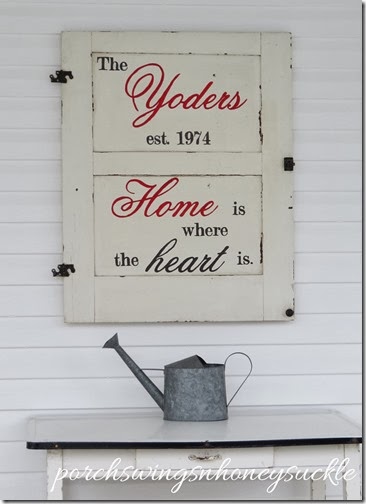 The
Yoders
est. 1974
Home is
where
the heart is.
porchswingsnhoneysuckle